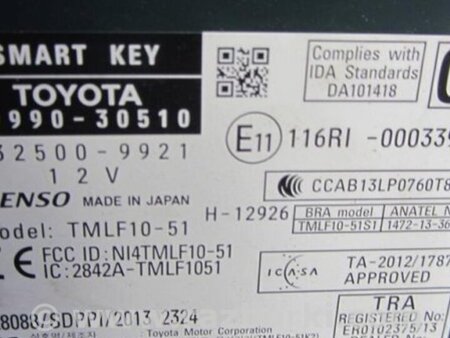 SMART KEY
TOYOTA
990-30510
32500-9921
12V
ENSO MADE IN JAPAN
odel: TMLF10-51
CE FCC ID: NI4TMLF10-51
IC: 2842A-TMLF1051
28088/SDPPI/2013 2324
Toyota Motor Corporation
Complies with
IDA Standards
DA101418
E11 116RI -000339
CCAB13LP0760T8
H-12926
BRA model ANATEL
TMLF10-51S1 1472-13-36
ICASA
TA-2012/1787
APPROVED
TRA
REGISTERED No:
ER0102375/13